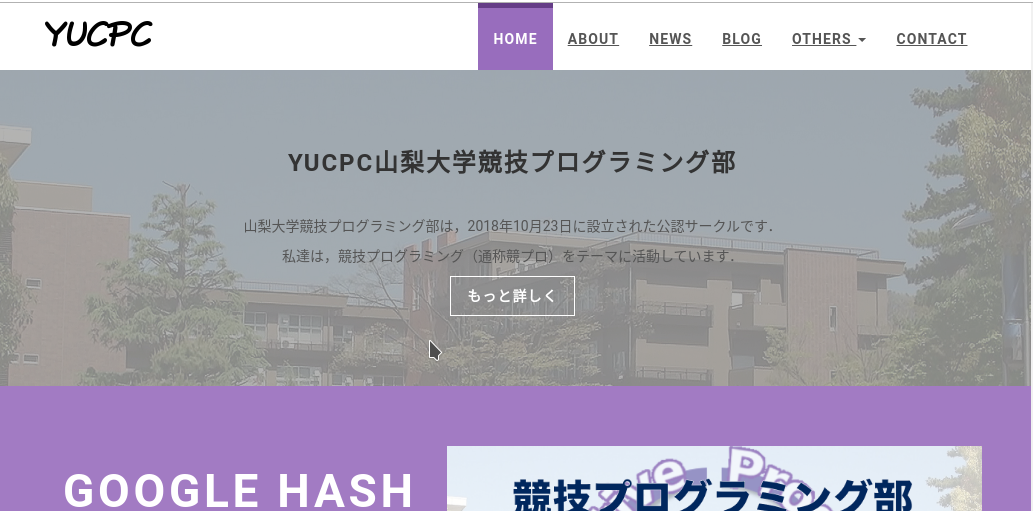 YUCPC
HOME ABOUT NEWS BLOG OTHERS CONTACT
YUCPC山梨大学競技プログラミング部
山梨大学競技プログラミング部は，2018年10月23日に設立された公認サークルです．
私達は，競技プログラミング（通称競プロ）をテーマに活動しています．
もっと詳しく
GOOGLE HASH
競技プログラミング部